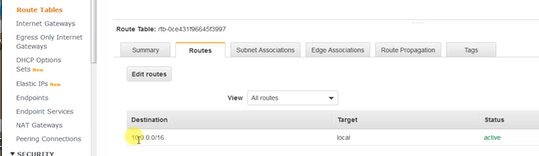 Route Tables
Internet Gateways
Egress Only Internet
Gateways
DHCP Options
Sets New
Elastic IPs New
Endpoints
Endpoint Services
NAT Gateways
Peering Connections
SECURITY
Route Table: rtb-0ce431f96645f3997
Summary Routes Subnet Associations Edge Associations Route Propagation Tags
Edit routes
View All routes
Destination Target Status
10.0.0.0/16 local active